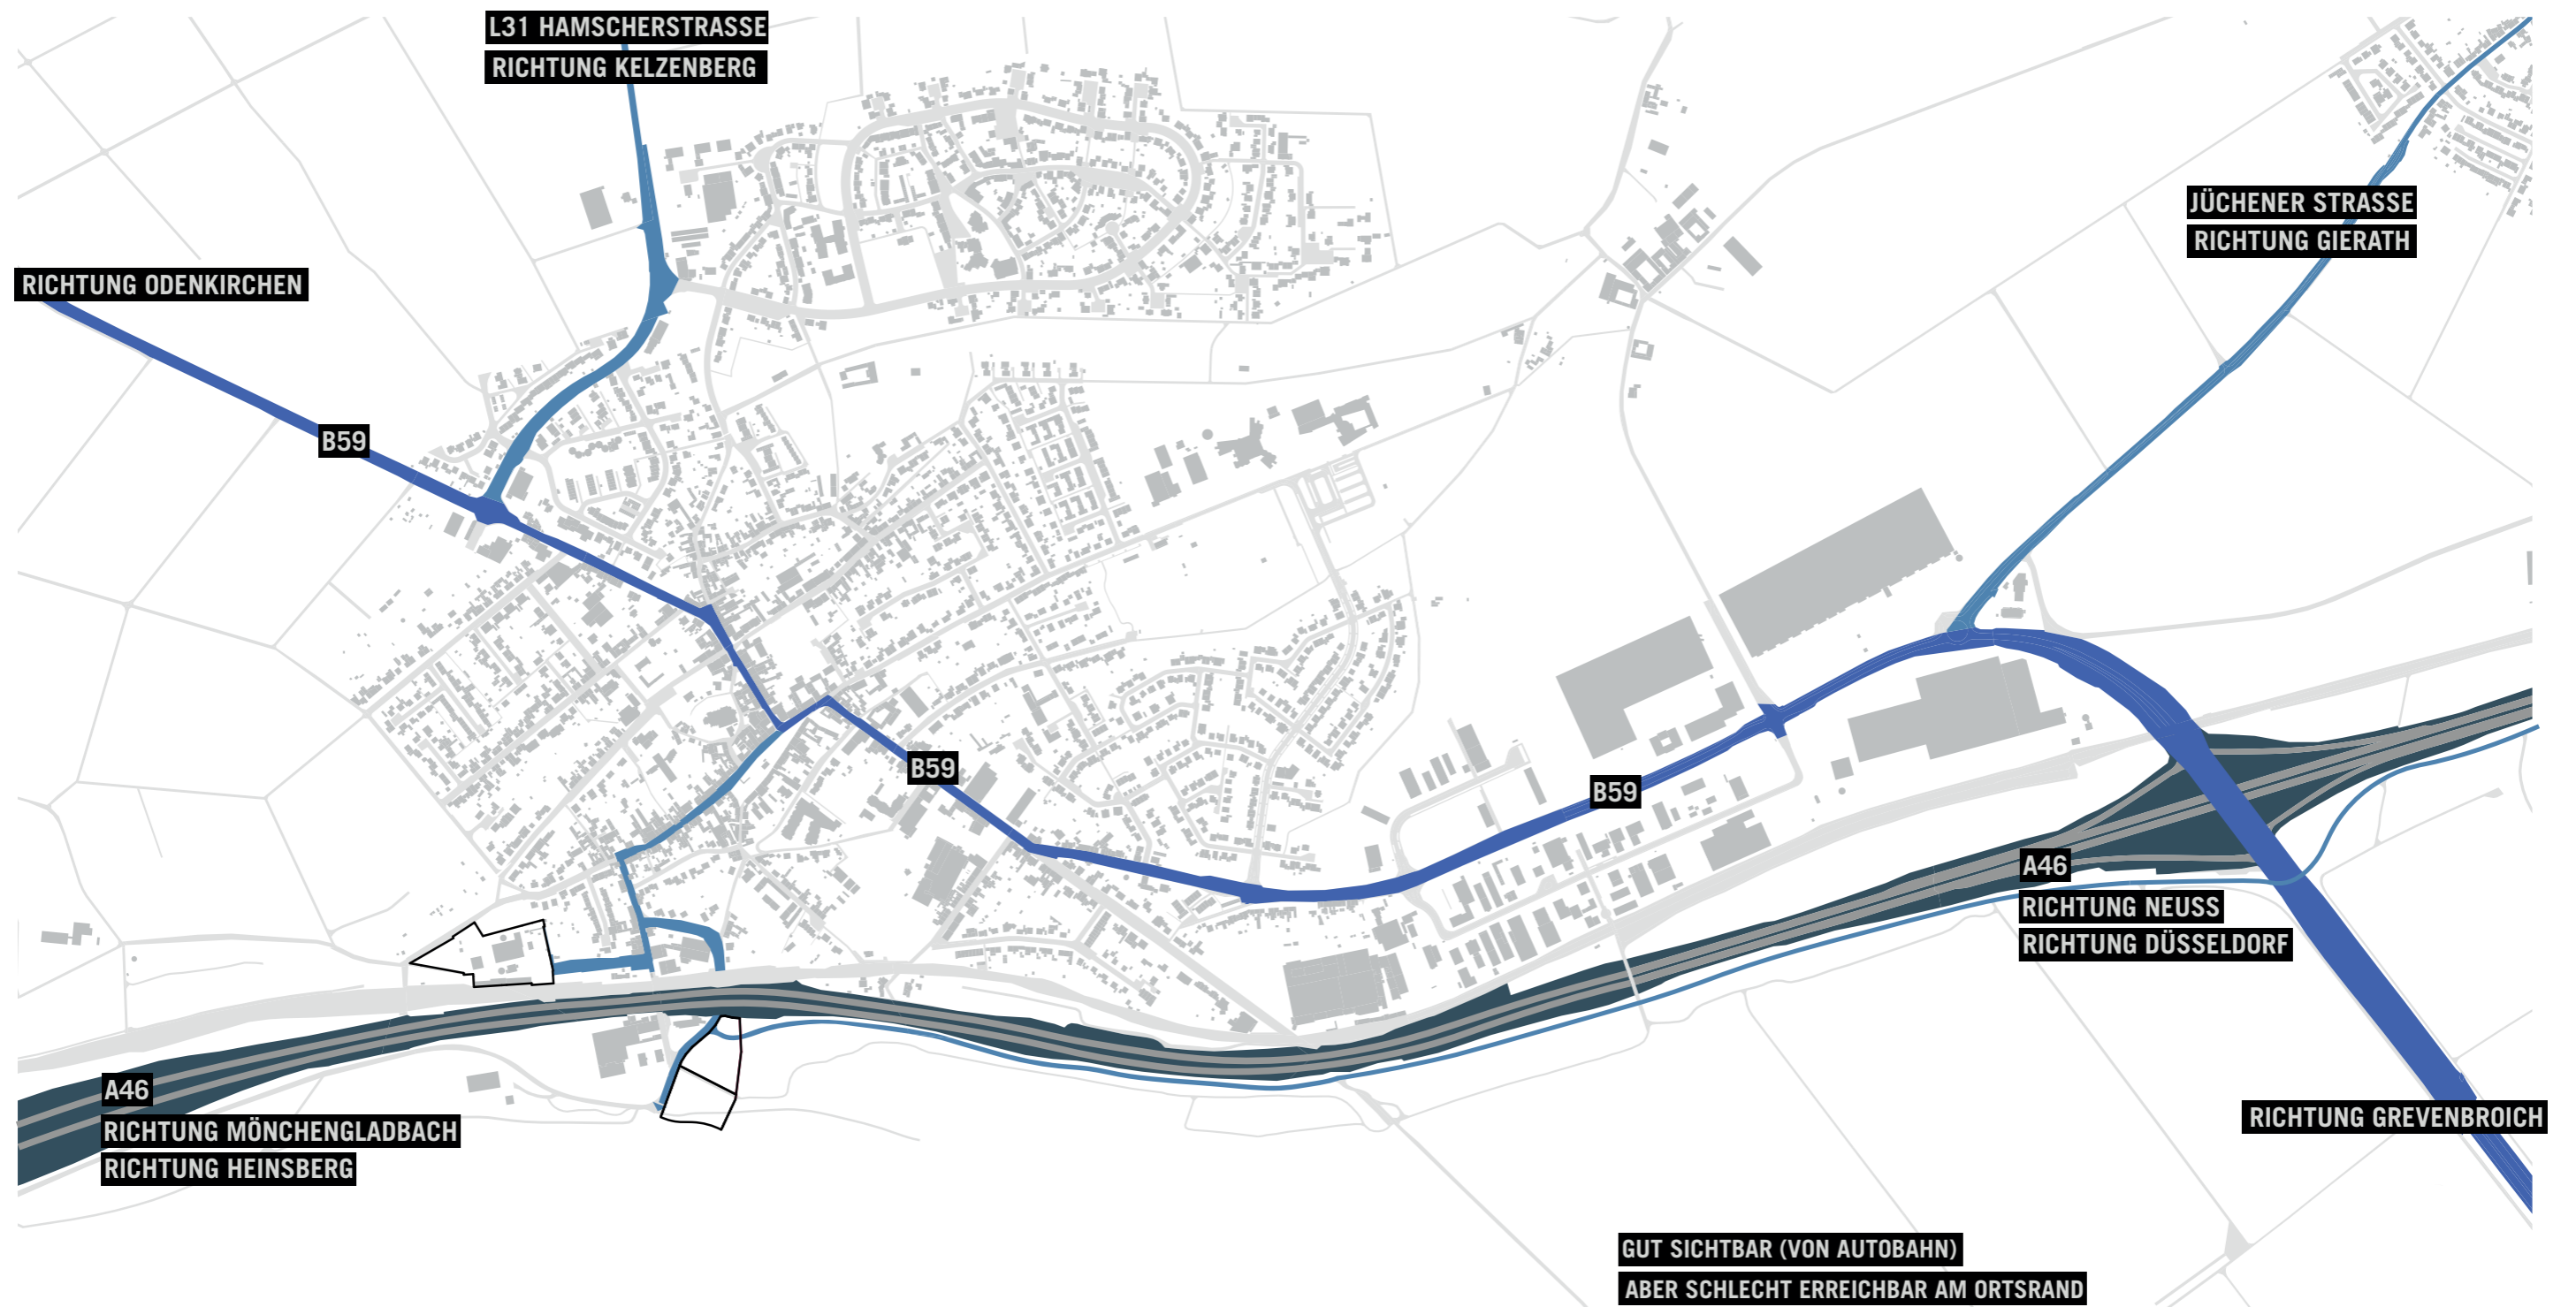 L31 HAMSCHERSTRASSE
RICHTUNG KELZENBERG
JÜCHENER STRASSE
RICHTUNG GIERATH
RICHTUNG ODENKIRCHEN
B59
B59
B59
A46
RICHTUNG NEUSS
RICHTUNG DÜSSELDORF
A46
RICHTUNG MÖNCHENGLADBACH
RICHTUNG HEINSBERG
RICHTUNG GREVENBROICH
GUT SICHTBAR (VON AUTOBAHN)
ABER SCHLECHT ERREICHBAR AM ORTSRAND